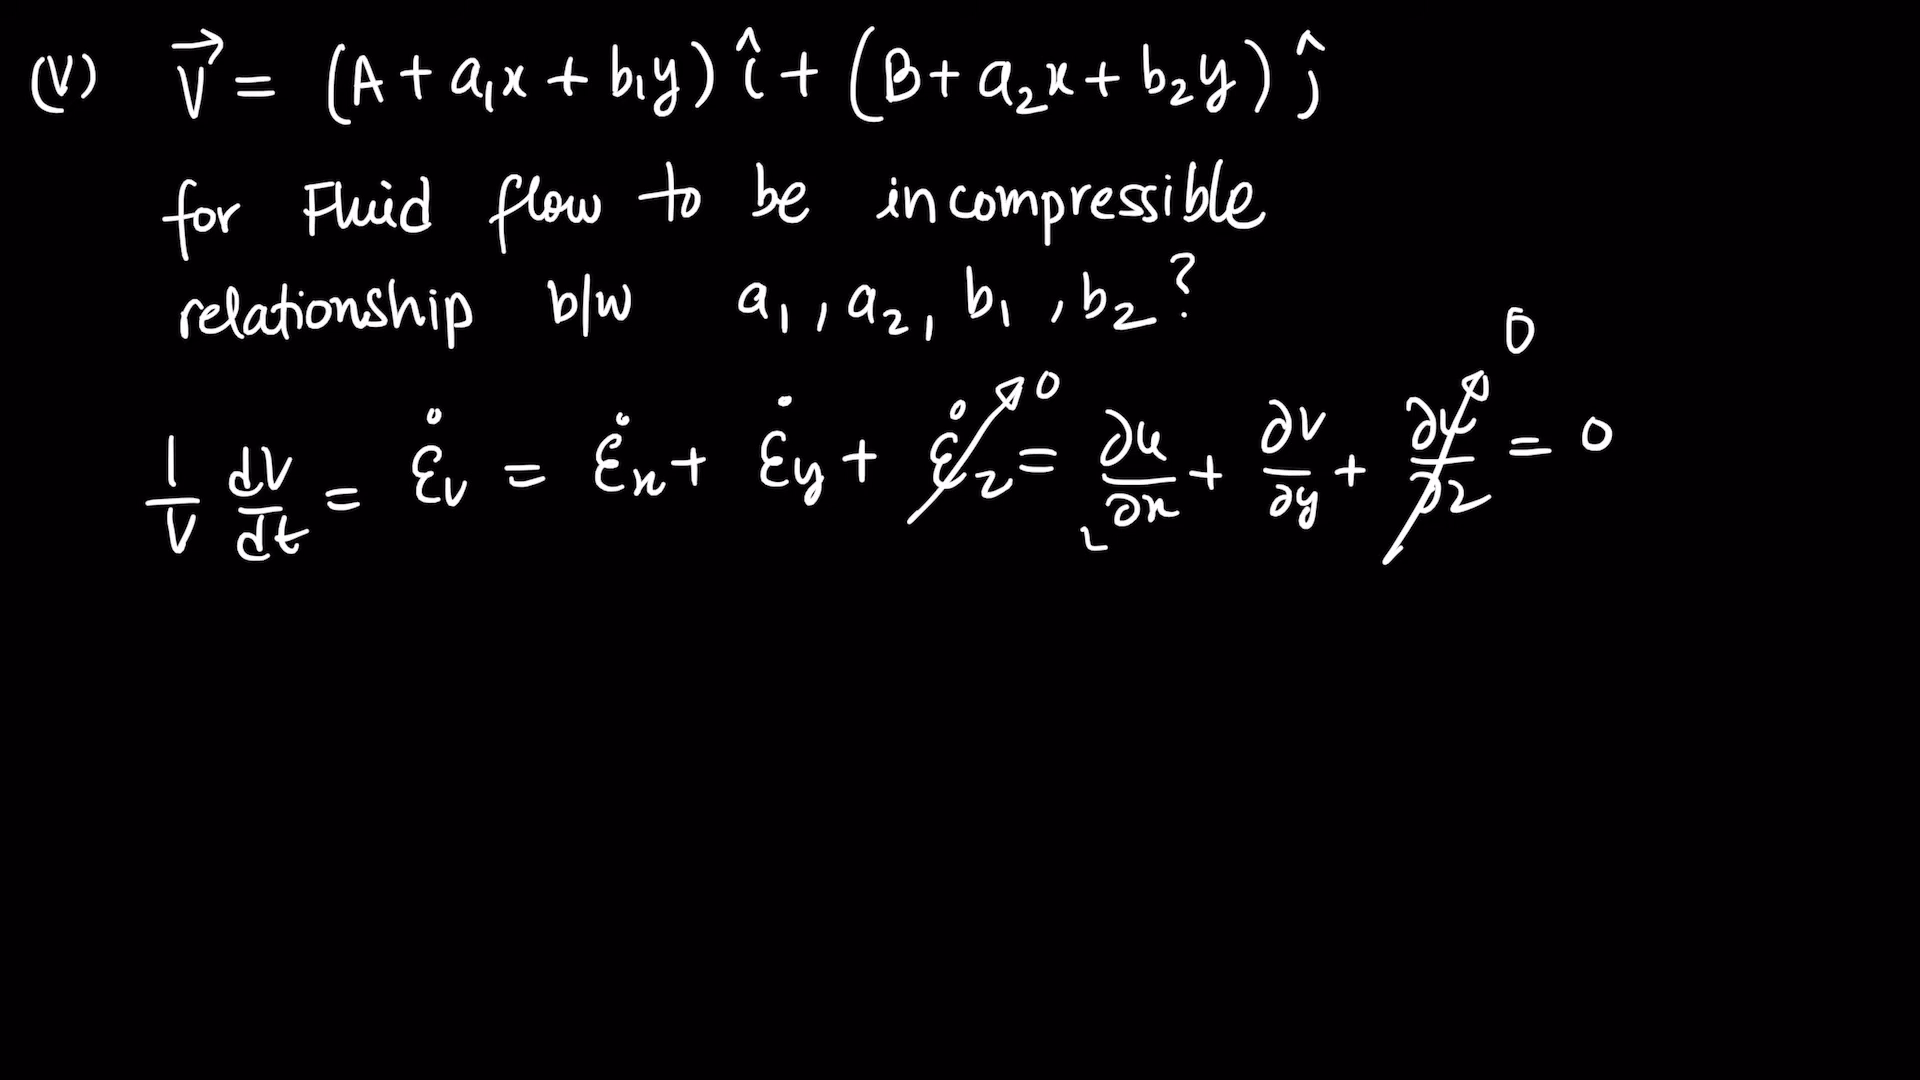 (V) V⃗ = (A + a₁x + b₁y) î + (B + a₂x + b₂y) ĵ
for Fluid flow to be incompressible
relationship b/w a₁, a₂, b₁, b₂?
1/V dV/dt = ε̇ᵥ = ε̇x + ε̇y + ε̇z↗0 = ∂u/∂x + ∂v/∂y + ∂w/∂z↗0 = 0